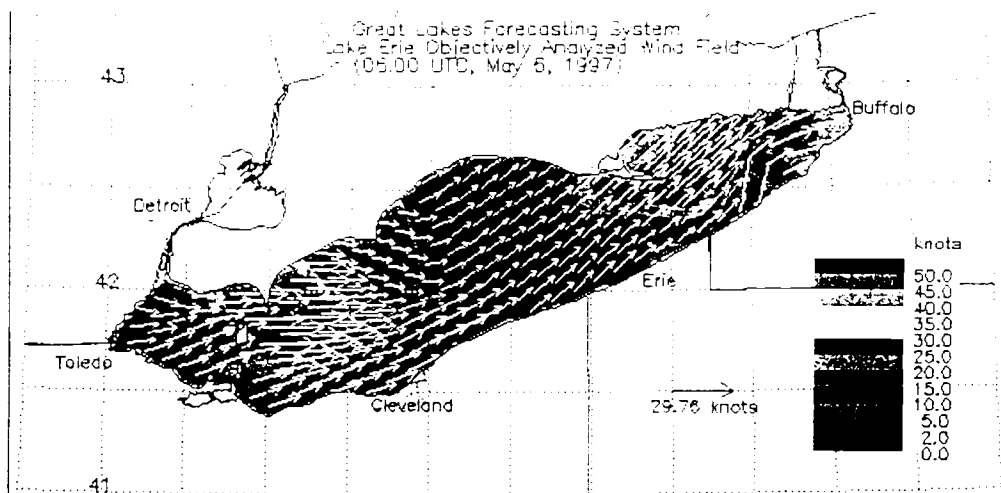 Great Lakes Forecasting System
Lake Erie Objectively Analyzed Wind Field
(06:00 UTC, May 6, 1997)
43
Buffalo
Detroit
knots
42
Erie
50.0
45.0
40.0
35.0
30.0
25.0
20.0
15.0
10.0
5.0
2.0
0.0
Toledo
Cleveland
29.76 knots
41